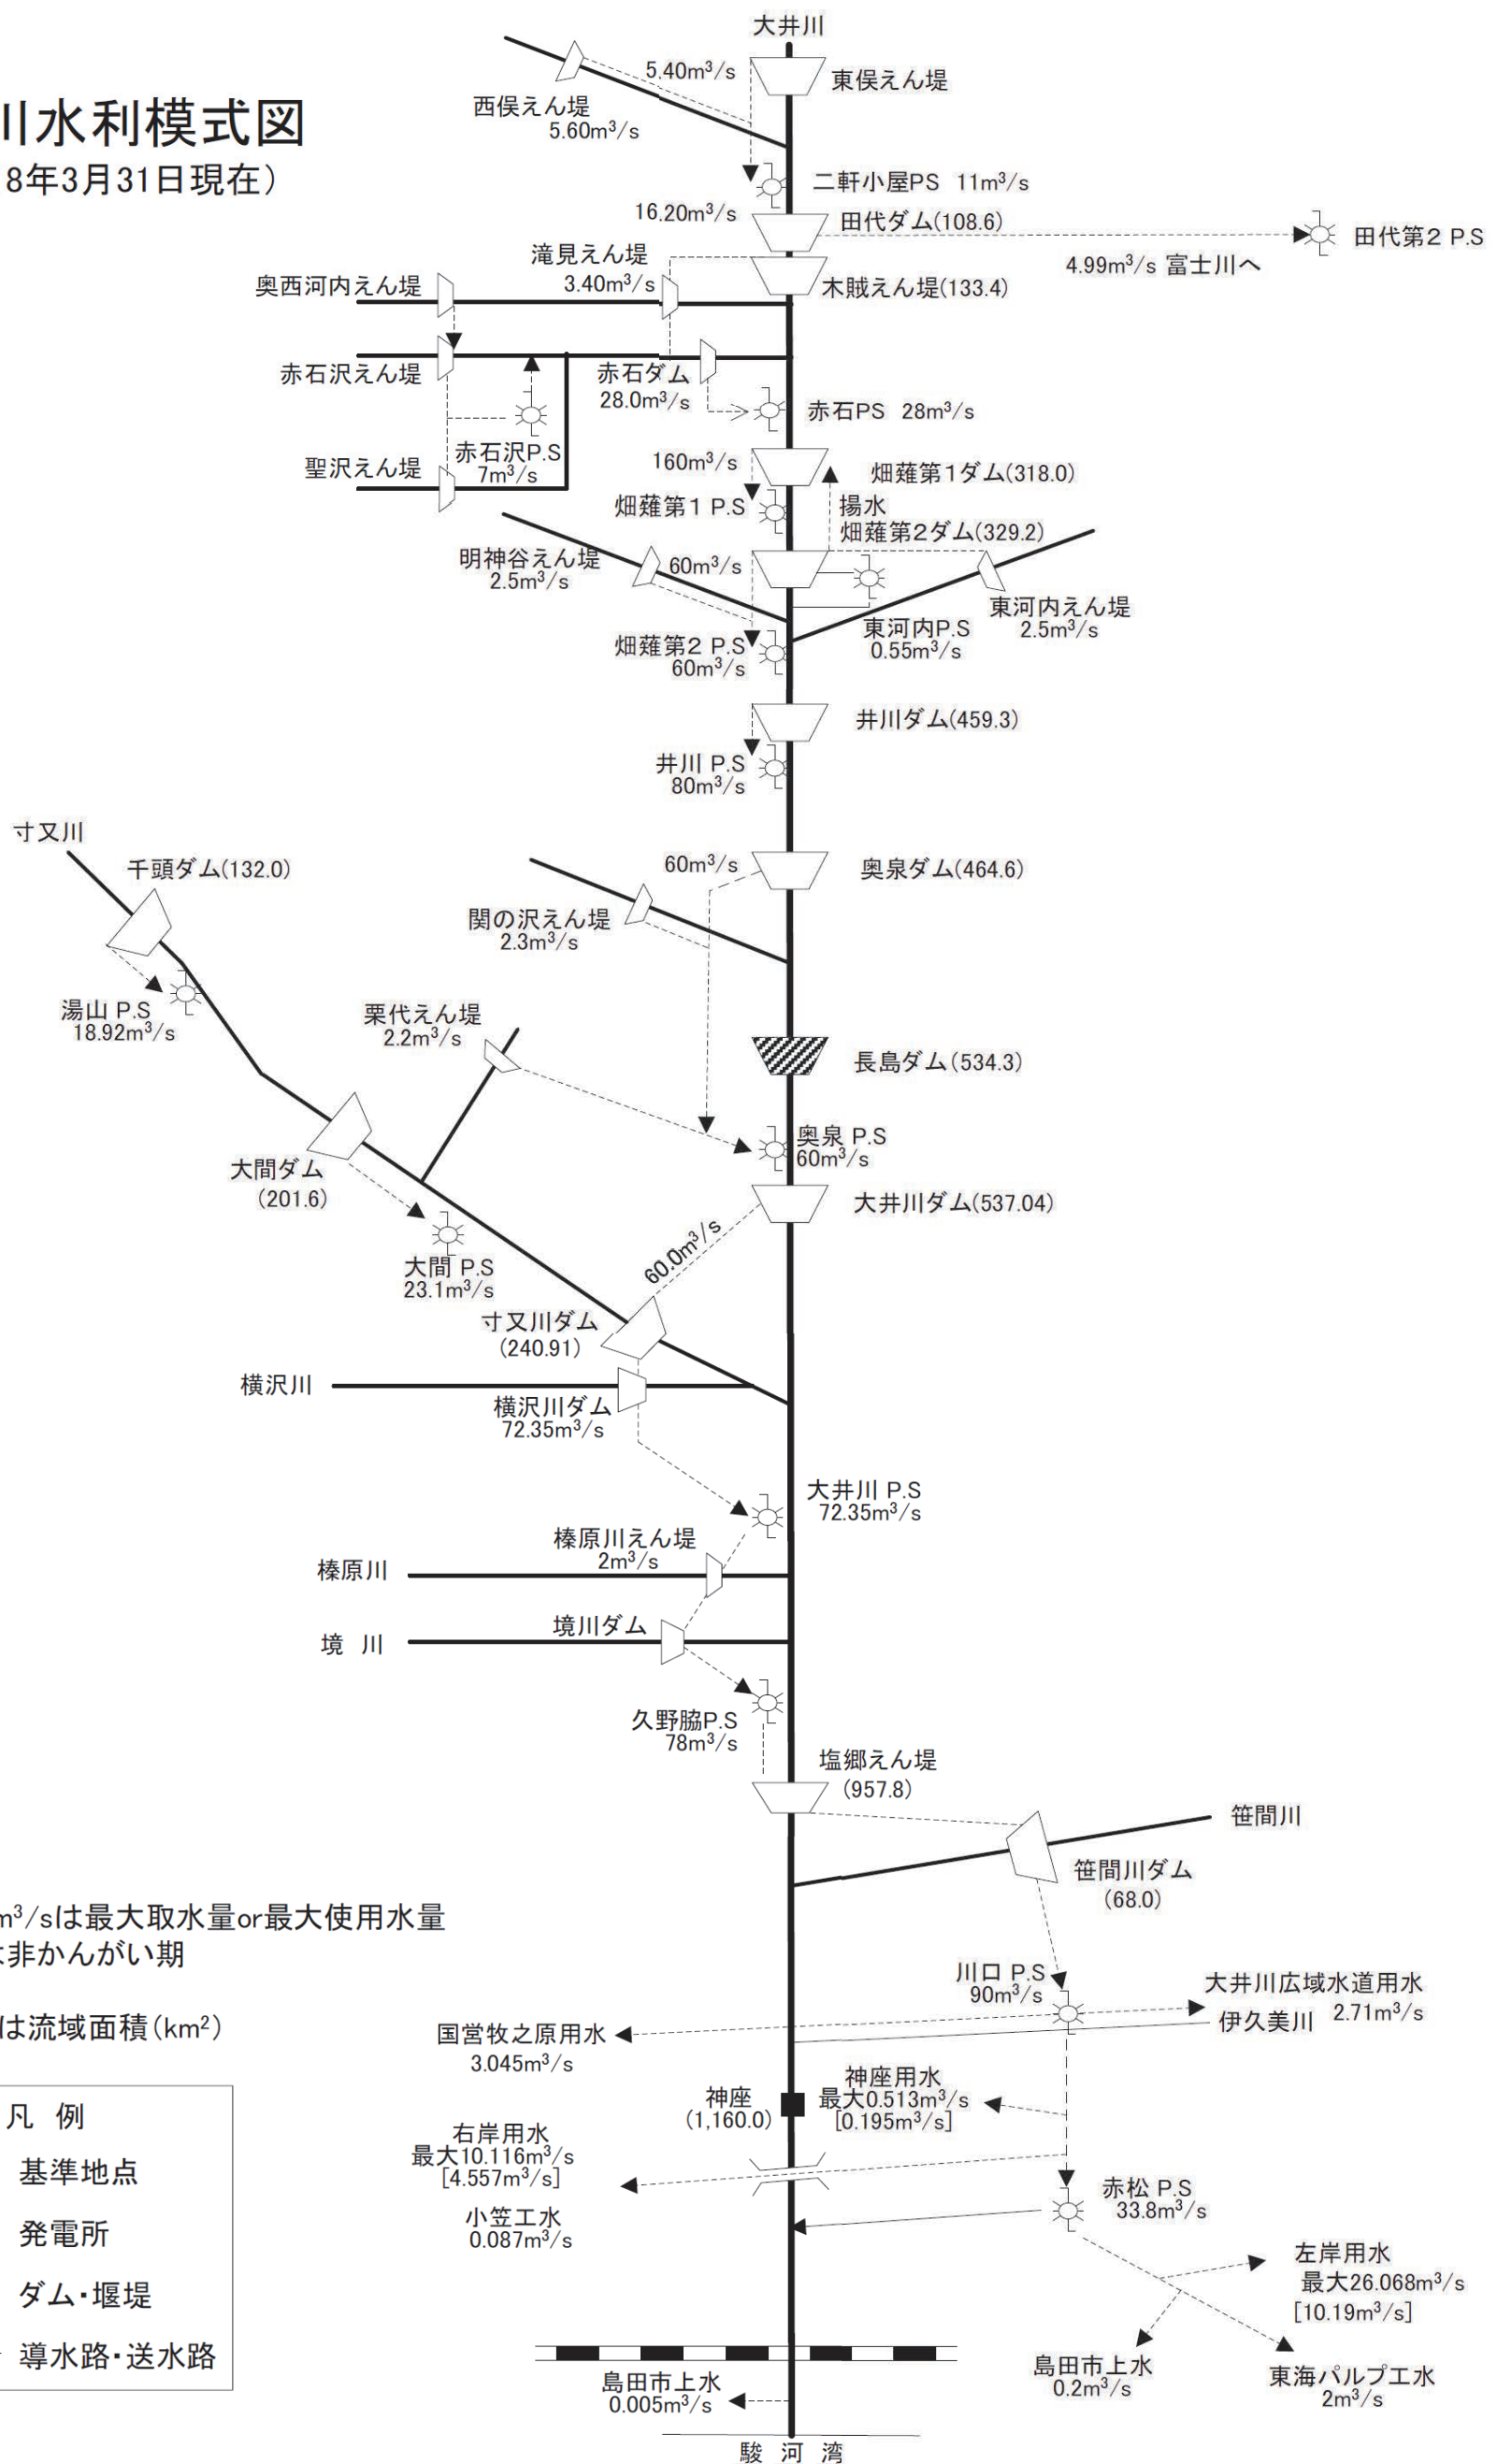 大井川
川水利模式図
8年3月31日現在）
5.40m³/s
東俣えん堤
西俣えん堤
5.60m³/s
二軒小屋PS 11m³/s
16.20m³/s
田代ダム(108.6)
田代第2 P.S
4.99m³/s 富士川へ
滝見えん堤
3.40m³/s
奥西河内えん堤
木賊えん堤(133.4)
赤石沢えん堤
赤石ダム
28.0m³/s
赤石PS 28m³/s
赤石沢P.S
7m³/s
聖沢えん堤
160m³/s
畑薙第1ダム(318.0)
畑薙第1 P.S
揚水
畑薙第2ダム(329.2)
明神谷えん堤
2.5m³/s
60m³/s
東河内えん堤
2.5m³/s
東河内P.S
0.55m³/s
畑薙第2 P.S
60m³/s
井川ダム(459.3)
井川 P.S
80m³/s
寸又川
千頭ダム(132.0)
60m³/s
奥泉ダム(464.6)
関の沢えん堤
2.3m³/s
湯山 P.S
18.92m³/s
栗代えん堤
2.2m³/s
長島ダム(534.3)
奥泉 P.S
60m³/s
大間ダム
(201.6)
大井川ダム(537.04)
60.0m³/s
大間 P.S
23.1m³/s
寸又川ダム
(240.91)
横沢川
横沢川ダム
72.35m³/s
大井川 P.S
72.35m³/s
榛原川えん堤
2m³/s
榛原川
境川ダム
境 川
久野脇P.S
78m³/s
塩郷えん堤
(957.8)
笹間川
笹間川ダム
(68.0)
m³/sは最大取水量or最大使用水量
は非かんがい期
は流域面積(km²)
川口 P.S
90m³/s
大井川広域水道用水
2.71m³/s
伊久美川
国営牧之原用水
3.045m³/s
神座
(1,160.0)
神座用水
最大0.513m³/s
[0.195m³/s]
右岸用水
最大10.116m³/s
[4.557m³/s]
小笠工水
0.087m³/s
赤松 P.S
33.8m³/s
左岸用水
最大26.068m³/s
[10.19m³/s]
島田市上水
0.2m³/s
東海パルプ工水
2m³/s
凡 例
基準地点
発電所
ダム・堰堤
導水路・送水路
島田市上水
0.005m³/s
駿 河 湾